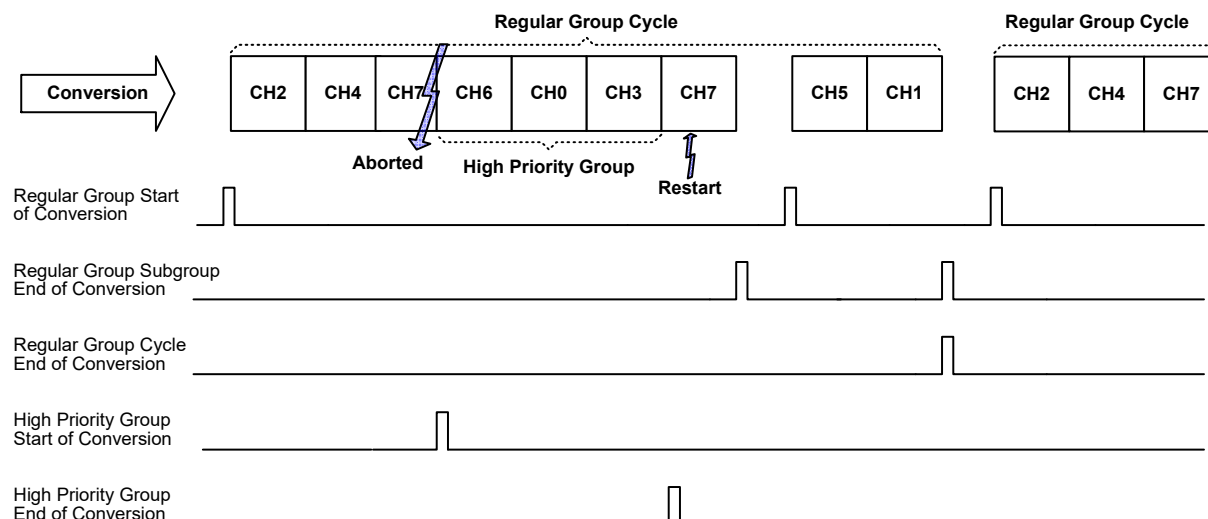 Regular Group Cycle
Regular Group Cycle
Conversion
CH2 CH4 CH7 CH6 CH0 CH3 CH7 CH5 CH1 CH2 CH4 CH7
Aborted
High Priority Group
Restart
Regular Group Start
of Conversion
Regular Group Subgroup
End of Conversion
Regular Group Cycle
End of Conversion
High Priority Group
Start of Conversion
High Priority Group
End of Conversion